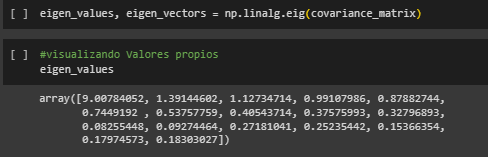 [ ] eigen_values, eigen_vectors = np.linalg.eig(covariance_matrix)
[ ] #visualizando Valores propios
eigen_values
array([9.00784052, 1.39144602, 1.12734714, 0.99107986, 0.87882744,
0.7449192 , 0.53757759, 0.40543714, 0.37575993, 0.32796893,
0.08255448, 0.09274464, 0.27181041, 0.25235442, 0.15366354,
0.17974573, 0.18303027])